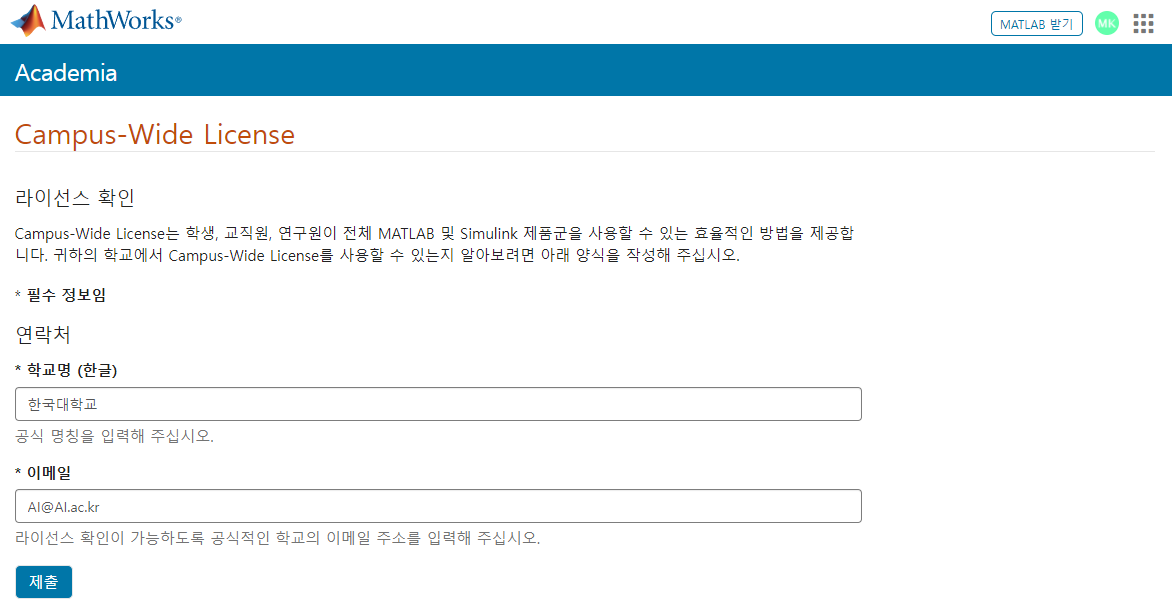 MathWorks®
MATLAB 받기
MK
Academia
Campus-Wide License
라이선스 확인
Campus-Wide License는 학생, 교직원, 연구원이 전체 MATLAB 및 Simulink 제품군을 사용할 수 있는 효율적인 방법을 제공합
니다. 귀하의 학교에서 Campus-Wide License를 사용할 수 있는지 알아보려면 아래 양식을 작성해 주십시오.
* 필수 정보임
연락처
* 학교명 (한글)
한국대학교
공식 명칭을 입력해 주십시오.
* 이메일
AI@AI.ac.kr
라이선스 확인이 가능하도록 공식적인 학교의 이메일 주소를 입력해 주십시오.
제출